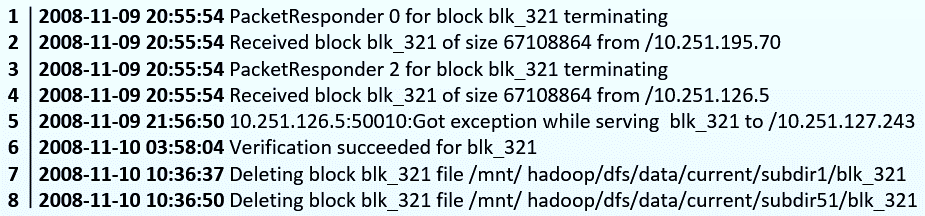 1 2008-11-09 20:55:54 PacketResponder 0 for block blk_321 terminating
2 2008-11-09 20:55:54 Received block blk_321 of size 67108864 from /10.251.195.70
3 2008-11-09 20:55:54 PacketResponder 2 for block blk_321 terminating
4 2008-11-09 20:55:54 Received block blk_321 of size 67108864 from /10.251.126.5
5 2008-11-09 21:56:50 10.251.126.5:50010:Got exception while serving  blk_321 to /10.251.127.243
6 2008-11-10 03:58:04 Verification succeeded for blk_321
7 2008-11-10 10:36:37 Deleting block blk_321 file /mnt/ hadoop/dfs/data/current/subdir1/blk_321
8 2008-11-10 10:36:50 Deleting block blk_321 file /mnt/ hadoop/dfs/data/current/subdir51/blk_321